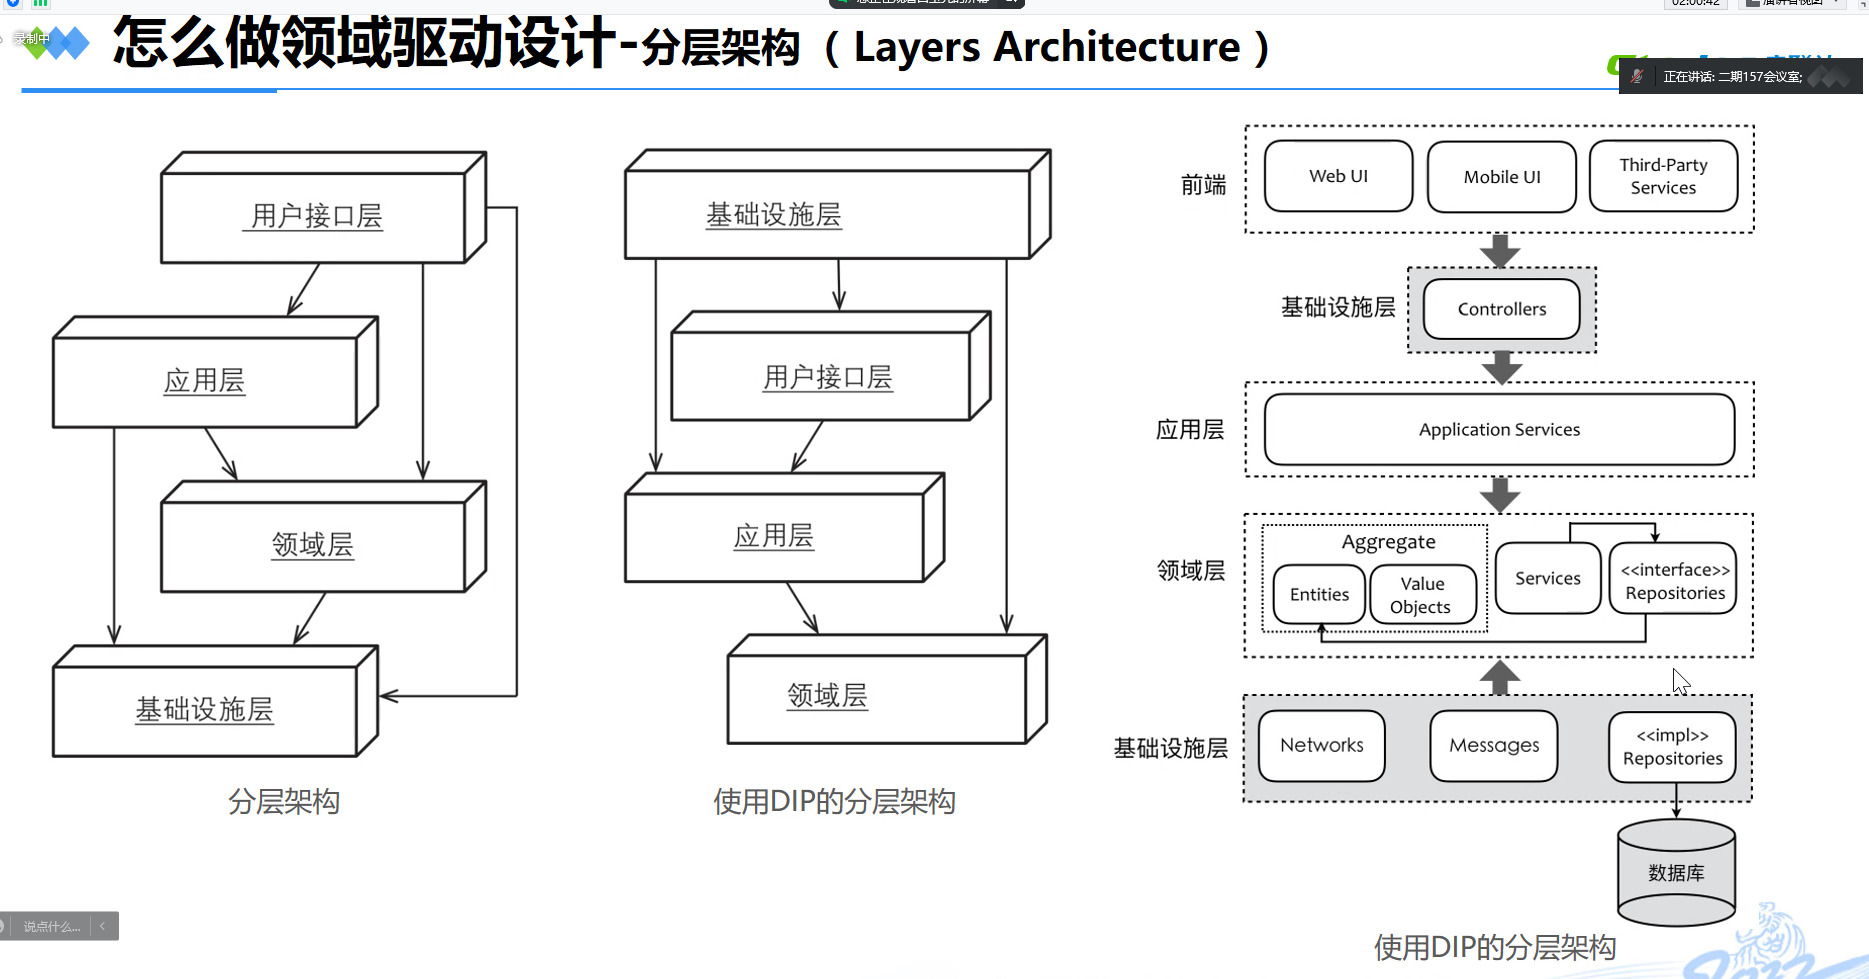 02:00:42
录制中
怎么做领域驱动设计-分层架构（ Layers Architecture ）
正在讲话: 二期157会议室;
用户接口层
应用层
领域层
基础设施层
分层架构
基础设施层
用户接口层
应用层
领域层
使用DIP的分层架构
前端
Web UI
Mobile UI
Third-Party
Services
基础设施层
Controllers
应用层
Application Services
领域层
Aggregate
Entities
Value
Objects
Services
<<interface>>
Repositories
基础设施层
Networks
Messages
<<impl>>
Repositories
数据库
使用DIP的分层架构
说点什么...